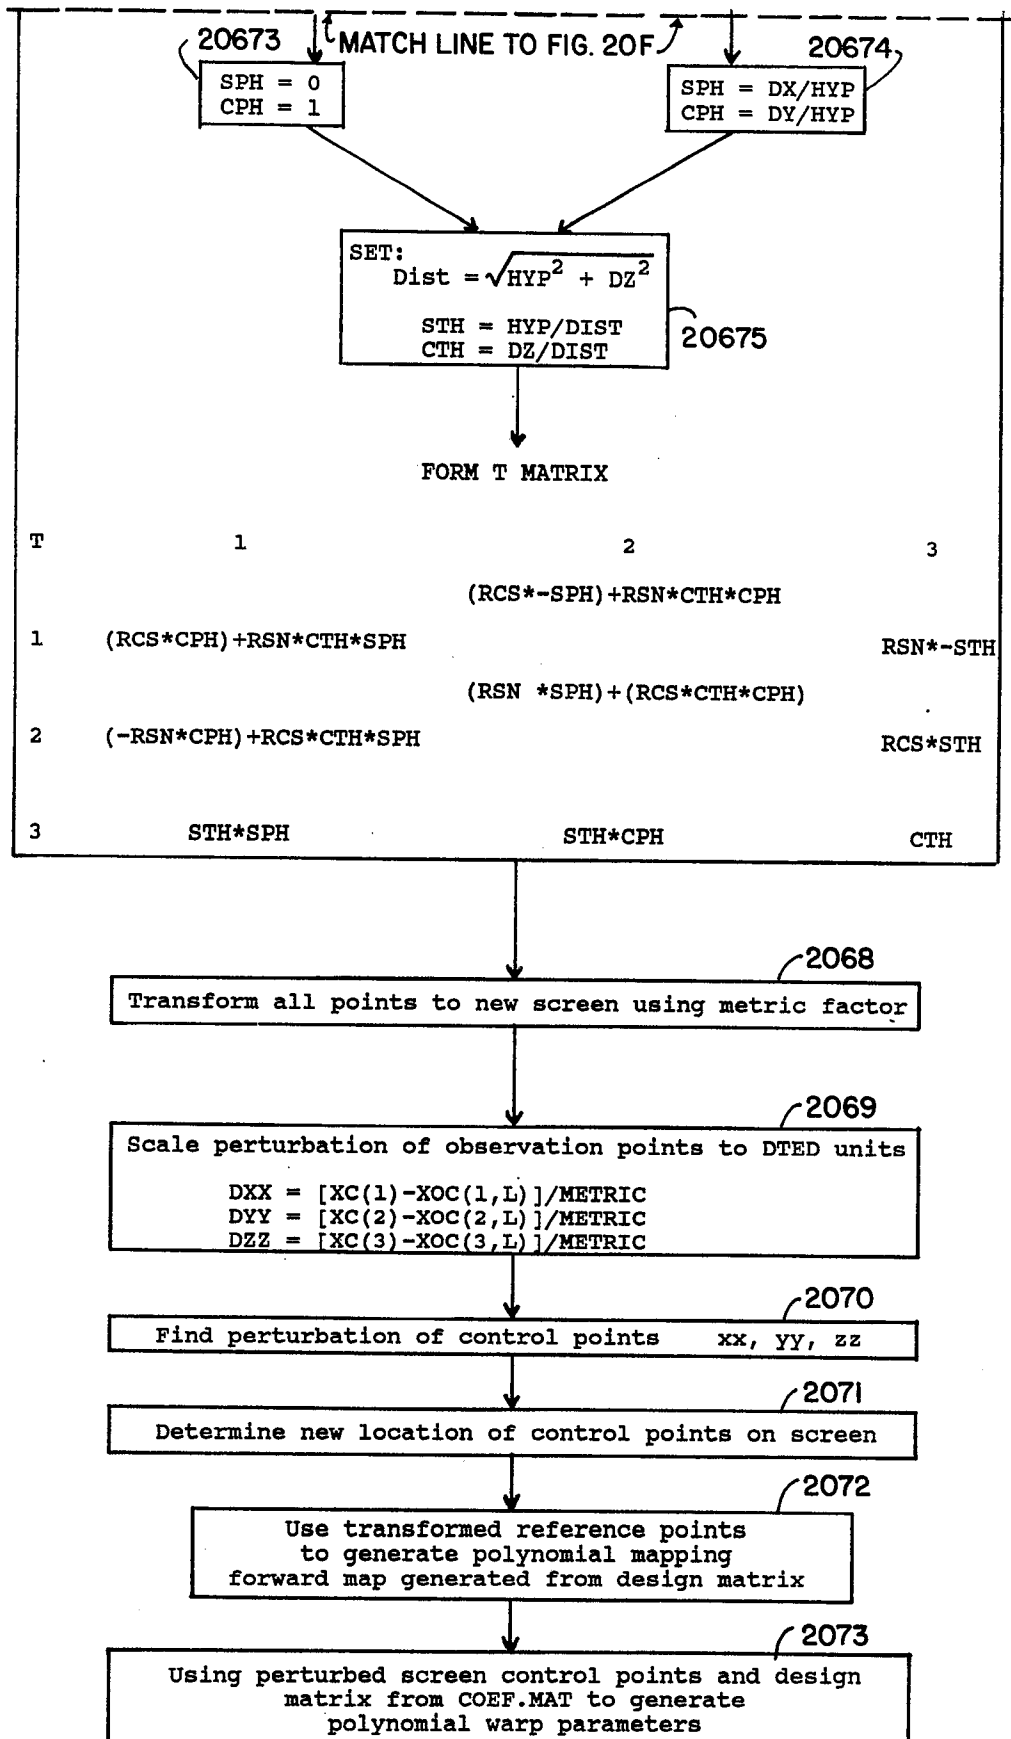 MATCH LINE TO FIG. 20F
20673
20674
SPH = 0
CPH = 1
SPH = DX/HYP
CPH = DY/HYP
SET:
Dist = √HYP² + DZ²
STH = HYP/DIST
CTH = DZ/DIST
20675
FORM T MATRIX
T 1 2 3
(RCS*-SPH)+RSN*CTH*CPH
1 (RCS*CPH)+RSN*CTH*SPH RSN*-STH
(RSN *SPH)+(RCS*CTH*CPH)
2 (-RSN*CPH)+RCS*CTH*SPH RCS*STH
3 STH*SPH STH*CPH CTH
2068
Transform all points to new screen using metric factor
2069
Scale perturbation of observation points to DTED units
DXX = [XC(1)-XOC(1,L)]/METRIC
DYY = [XC(2)-XOC(2,L)]/METRIC
DZZ = [XC(3)-XOC(3,L)]/METRIC
2070
Find perturbation of control points xx, yy, zz
2071
Determine new location of control points on screen
2072
Use transformed reference points
to generate polynomial mapping
forward map generated from design matrix
2073
Using perturbed screen control points and design
matrix from COEF.MAT to generate
polynomial warp parameters